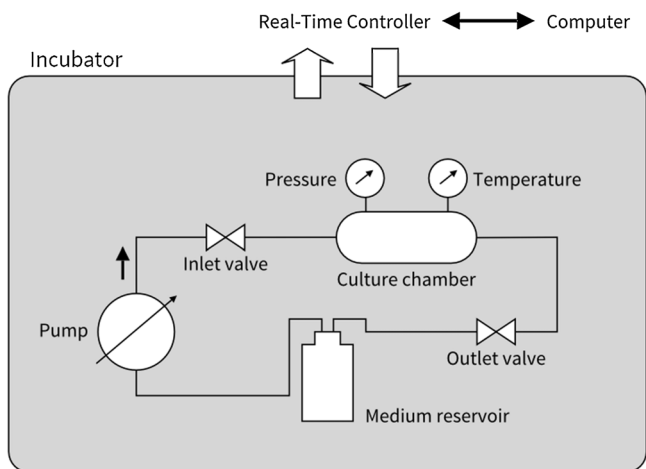 Real-Time Controller
Computer
Incubator
Pressure
Temperature
Inlet valve
Culture chamber
Pump
Outlet valve
Medium reservoir